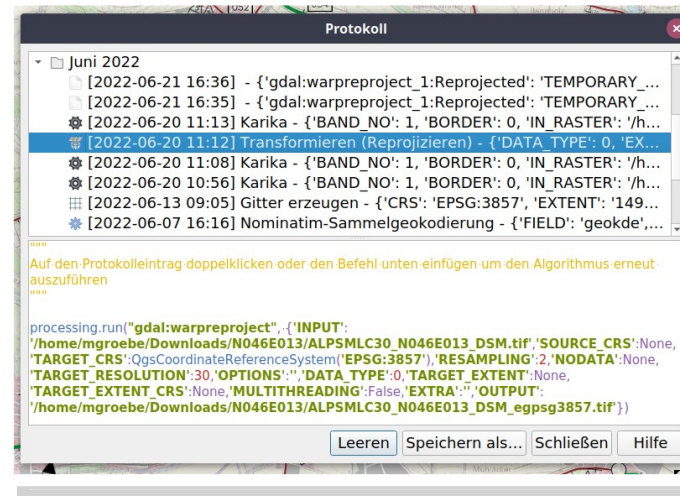 Protokoll
Juni 2022
[2022-06-21 16:36] - {'gdal:warpreproject_1:Reprojected': 'TEMPORARY_...
[2022-06-21 16:35] - {'gdal:warpreproject_1:Reprojected': 'TEMPORARY_...
[2022-06-20 11:13] Karika - {'BAND_NO': 1, 'BORDER': 0, 'IN_RASTER': '/h...
[2022-06-20 11:12] Transformieren (Reprojizieren) - {'DATA_TYPE': 0, 'EX...
[2022-06-20 11:08] Karika - {'BAND_NO': 1, 'BORDER': 0, 'IN_RASTER': '/h...
[2022-06-20 10:56] Karika - {'BAND_NO': 1, 'BORDER': 0, 'IN_RASTER': '/h...
[2022-06-13 09:05] Gitter erzeugen - {'CRS': 'EPSG:3857', 'EXTENT': '149...
[2022-06-07 16:16] Nominatim-Sammelgeokodierung - {'FIELD': 'geokde',...
"""
Auf·den·Protokolleintrag·doppelklicken·oder·den·Befehl·unten·einfügen·um·den·Algorithmus·erneut·
auszuführen
"""
processing.run("gdal:warpreproject",·{'INPUT':
'/home/mgroebe/Downloads/N046E013/ALPSMLC30_N046E013_DSM.tif','SOURCE_CRS':None,
'TARGET_CRS':QgsCoordinateReferenceSystem('EPSG:3857'),'RESAMPLING':2,'NODATA':None,
'TARGET_RESOLUTION':30,'OPTIONS':'','DATA_TYPE':0,'TARGET_EXTENT':None,
'TARGET_EXTENT_CRS':None,'MULTITHREADING':False,'EXTRA':'','OUTPUT':
'/home/mgroebe/Downloads/N046E013/ALPSMLC30_N046E013_DSM_egpsg3857.tif'})
Leeren Speichern als... Schließen Hilfe